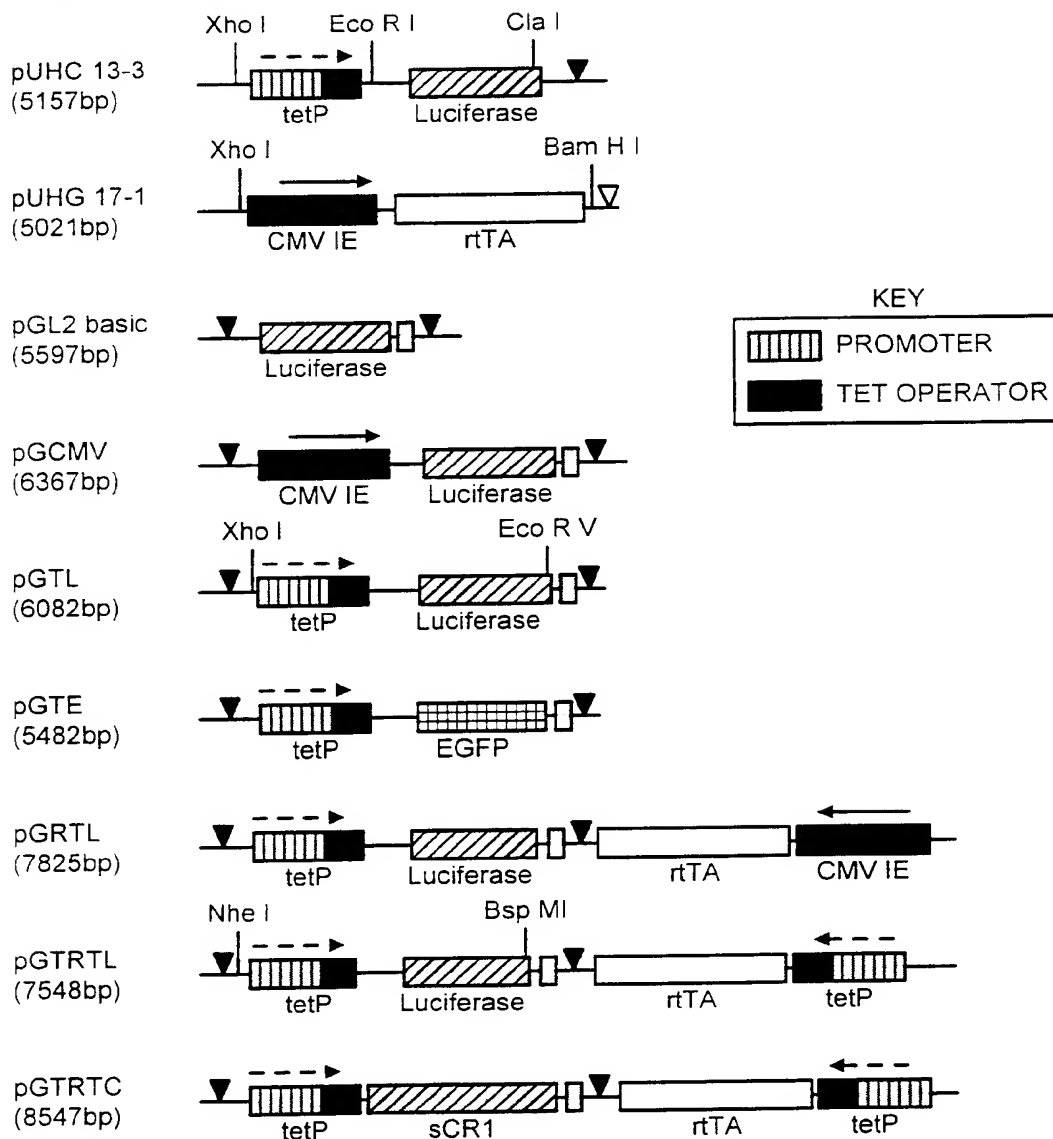 Xho I Eco R I Cla I
pUHC 13-3
(5157bp)
tetP Luciferase
Xho I Bam H I
pUHG 17-1
(5021bp)
CMV IE rtTA
KEY
PROMOTER
TET OPERATOR
pGL2 basic
(5597bp)
Luciferase
pGCMV
(6367bp)
CMV IE Luciferase
Xho I Eco R V
pGTL
(6082bp)
tetP Luciferase
pGTE
(5482bp)
tetP EGFP
pGRTL
(7825bp)
tetP Luciferase rtTA CMV IE
Nhe I Bsp MI
pGTRTL
(7548bp)
tetP Luciferase rtTA tetP
pGTRTC
(8547bp)
tetP sCR1 rtTA tetP